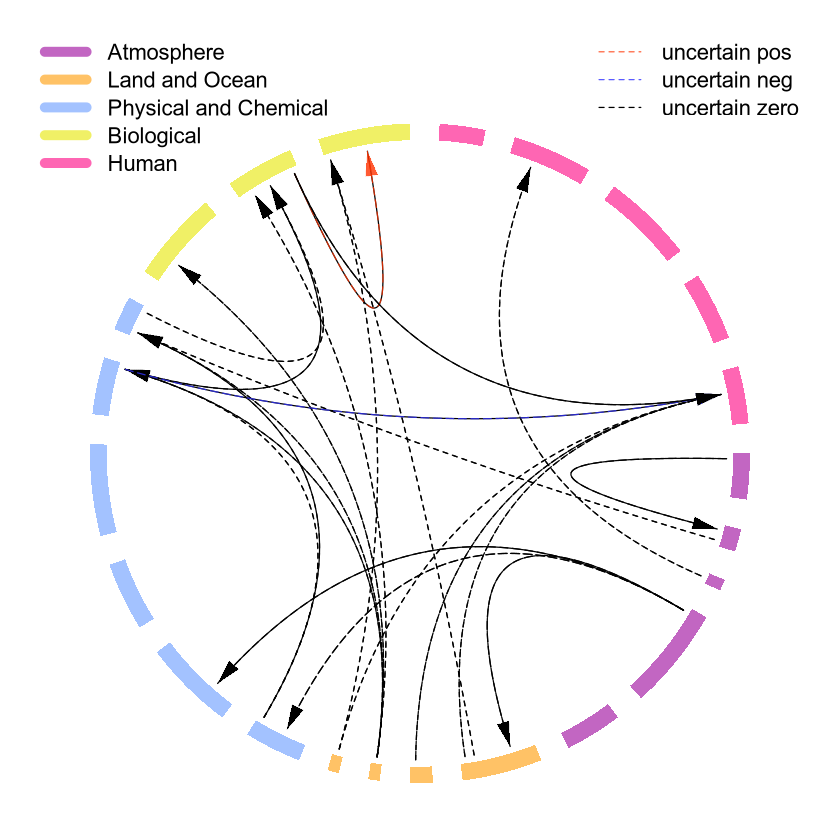 Atmosphere
Land and Ocean
Physical and Chemical
Biological
Human
uncertain pos
uncertain neg
uncertain zero